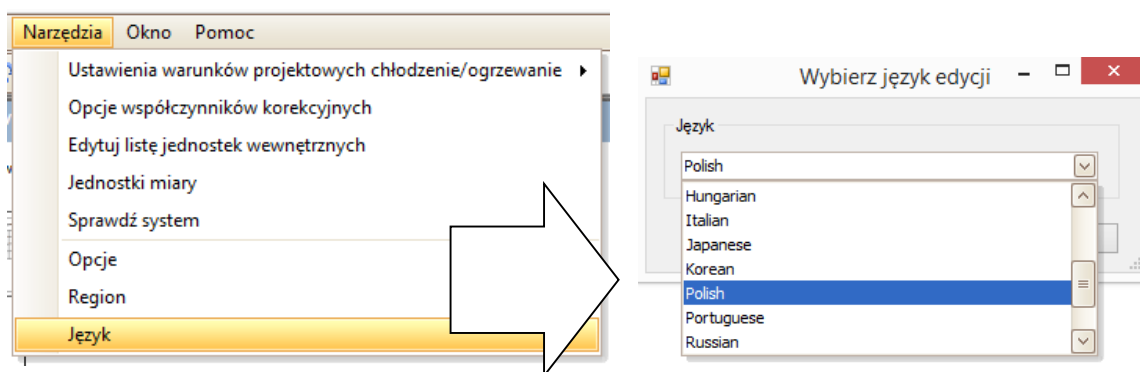 Narzędzia Okno Pomoc
Ustawienia warunków projektowych chłodzenie/ogrzewanie
Opcje współczynników korekcyjnych
Edytuj listę jednostek wewnętrznych
Jednostki miary
Sprawdź system
Opcje
Region
Język
Wybierz język edycji
Język
Polish
Hungarian
Italian
Japanese
Korean
Polish
Portuguese
Russian